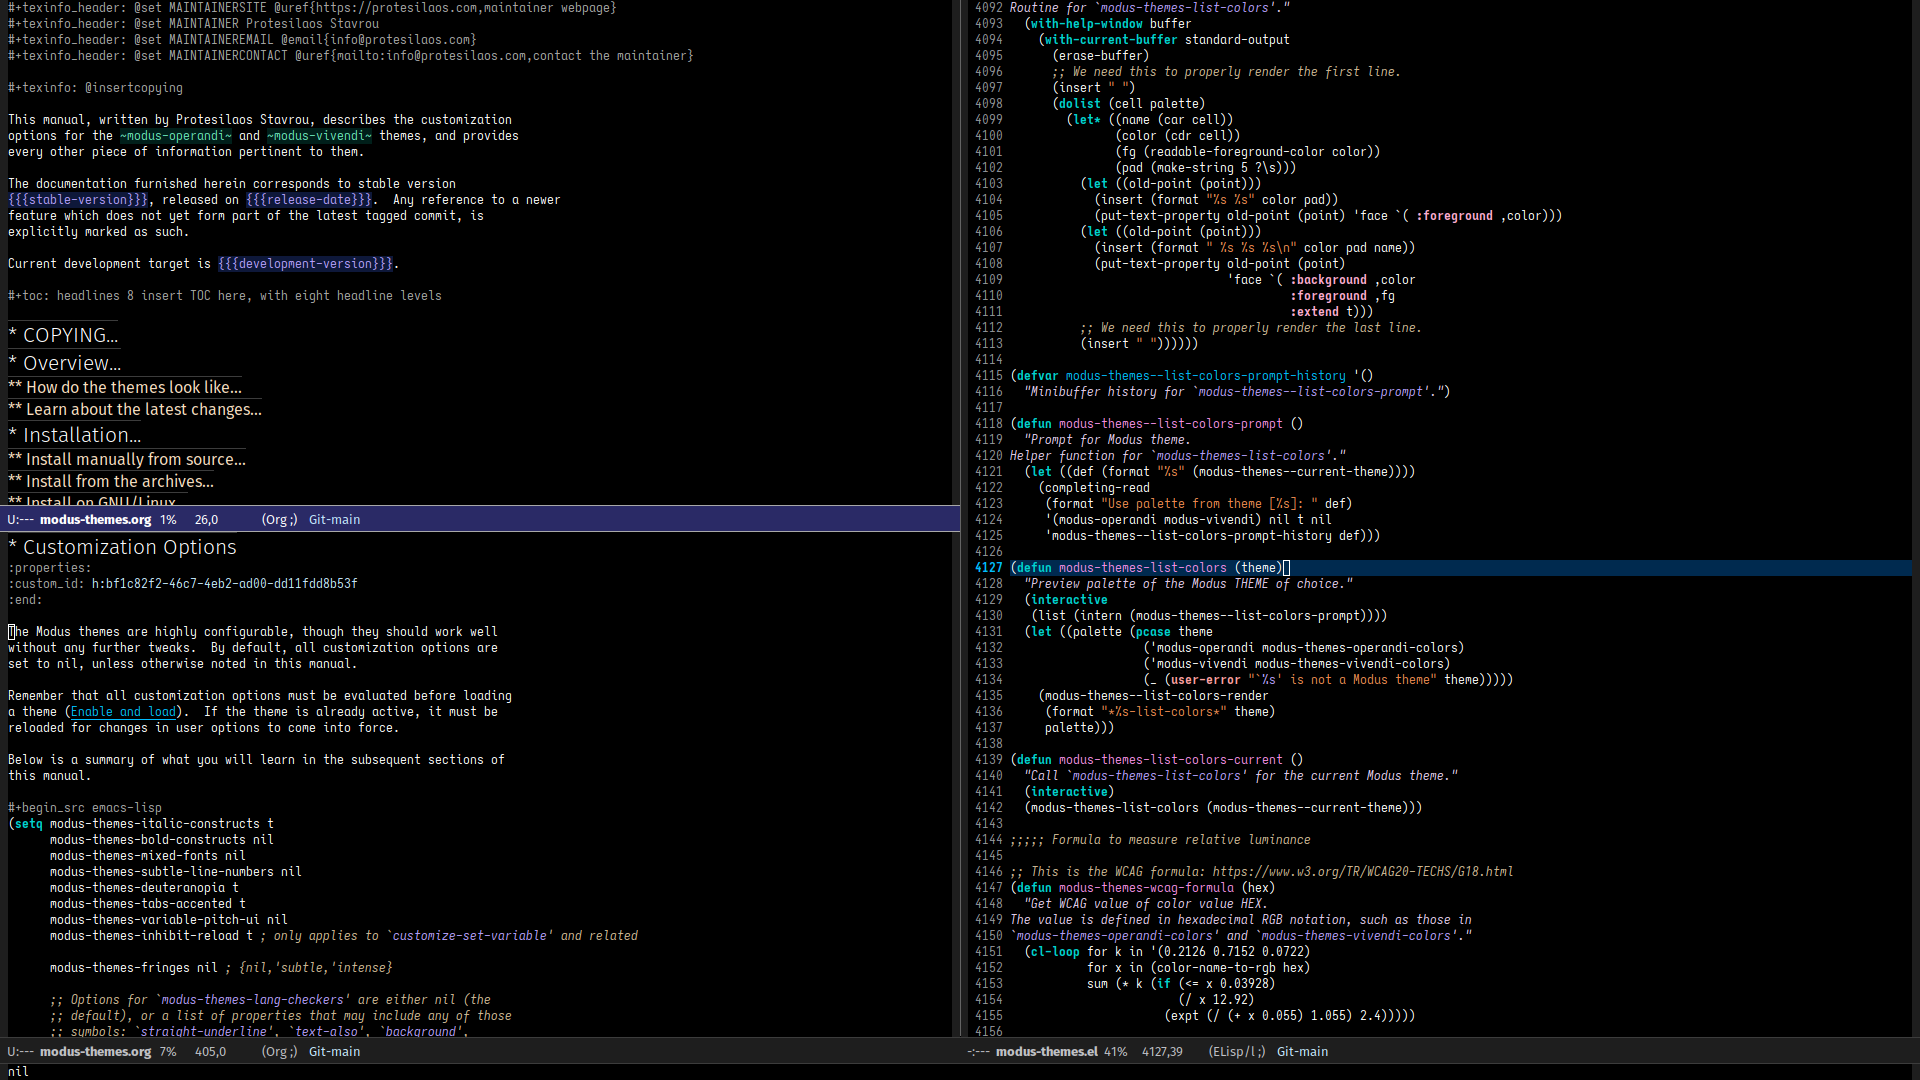 #+texinfo_header: @set MAINTAINERSITE @uref{https://protesilaos.com,maintainer webpage}
#+texinfo_header: @set MAINTAINER Protesilaos Stavrou
#+texinfo_header: @set MAINTAINEREMAIL @email{info@protesilaos.com}
#+texinfo_header: @set MAINTAINERCONTACT @uref{mailto:info@protesilaos.com,contact the maintainer}
#+texinfo: @insertcopying
This manual, written by Protesilaos Stavrou, describes the customization
options for the ~modus-operandi~ and ~modus-vivendi~ themes, and provides
every other piece of information pertinent to them.
The documentation furnished herein corresponds to stable version
{{{stable-version}}}, released on {{{release-date}}}.  Any reference to a newer
feature which does not yet form part of the latest tagged commit, is
explicitly marked as such.
Current development target is {{{development-version}}}.
#+toc: headlines 8 insert TOC here, with eight headline levels
* COPYING...
* Overview...
** How do the themes look like...
** Learn about the latest changes...
* Installation...
** Install manually from source...
** Install from the archives...
** Install on GNU/Linux
U:--- modus-themes.org 1% 26,0 (Org ;) Git-main
* Customization Options
:properties:
:custom_id: h:bf1c82f2-46c7-4eb2-ad00-dd11fdd8b53f
:end:
The Modus themes are highly configurable, though they should work well
without any further tweaks.  By default, all customization options are
set to nil, unless otherwise noted in this manual.
Remember that all customization options must be evaluated before loading
a theme (Enable and load).  If the theme is already active, it must be
reloaded for changes in user options to come into force.
Below is a summary of what you will learn in the subsequent sections of
this manual.
#+begin_src emacs-lisp
(setq modus-themes-italic-constructs t
      modus-themes-bold-constructs nil
      modus-themes-mixed-fonts nil
      modus-themes-subtle-line-numbers nil
      modus-themes-deuteranopia t
      modus-themes-tabs-accented t
      modus-themes-variable-pitch-ui nil
      modus-themes-inhibit-reload t ; only applies to `customize-set-variable' and related
      modus-themes-fringes nil ; {nil,'subtle,'intense}
      ;; Options for `modus-themes-lang-checkers' are either nil (the
      ;; default), or a list of properties that may include any of those
      ;; symbols: `straight-underline', `text-also', `background',
U:--- modus-themes.org 7% 405,0 (Org ;) Git-main
4092 Routine for `modus-themes-list-colors'."
4093   (with-help-window buffer
4094     (with-current-buffer standard-output
4095       (erase-buffer)
4096       ;; We need this to properly render the first line.
4097       (insert " ")
4098       (dolist (cell palette)
4099         (let* ((name (car cell))
4100                (color (cdr cell))
4101                (fg (readable-foreground-color color))
4102                (pad (make-string 5 ?\s)))
4103           (let ((old-point (point)))
4104             (insert (format "%s %s" color pad))
4105             (put-text-property old-point (point) 'face `( :foreground ,color)))
4106           (let ((old-point (point)))
4107             (insert (format " %s %s %s\n" color pad name))
4108             (put-text-property old-point (point)
4109                                'face `( :background ,color
4110                                         :foreground ,fg
4111                                         :extend t)))
4112           ;; We need this to properly render the last line.
4113           (insert " "))))))
4114
4115 (defvar modus-themes--list-colors-prompt-history '()
4116   "Minibuffer history for `modus-themes--list-colors-prompt'.")
4117
4118 (defun modus-themes--list-colors-prompt ()
4119   "Prompt for Modus theme.
4120 Helper function for `modus-themes-list-colors'."
4121   (let ((def (format "%s" (modus-themes--current-theme))))
4122     (completing-read
4123      (format "Use palette from theme [%s]: " def)
4124      '(modus-operandi modus-vivendi) nil t nil
4125      'modus-themes--list-colors-prompt-history def)))
4126
4127 (defun modus-themes-list-colors (theme)
4128   "Preview palette of the Modus THEME of choice."
4129   (interactive
4130    (list (intern (modus-themes--list-colors-prompt))))
4131   (let ((palette (pcase theme
4132                    ('modus-operandi modus-themes-operandi-colors)
4133                    ('modus-vivendi modus-themes-vivendi-colors)
4134                    (_ (user-error "`%s' is not a Modus theme" theme)))))
4135     (modus-themes--list-colors-render
4136      (format "*%s-list-colors*" theme)
4137      palette)))
4138
4139 (defun modus-themes-list-colors-current ()
4140   "Call `modus-themes-list-colors' for the current Modus theme."
4141   (interactive)
4142   (modus-themes-list-colors (modus-themes--current-theme)))
4143
4144 ;;;;; Formula to measure relative luminance
4145
4146 ;; This is the WCAG formula: https://www.w3.org/TR/WCAG20-TECHS/G18.html
4147 (defun modus-themes-wcag-formula (hex)
4148   "Get WCAG value of color value HEX.
4149 The value is defined in hexadecimal RGB notation, such as those in
4150 `modus-themes-operandi-colors' and `modus-themes-vivendi-colors'."
4151   (cl-loop for k in '(0.2126 0.7152 0.0722)
4152            for x in (color-name-to-rgb hex)
4153            sum (* k (if (<= x 0.03928)
4154                         (/ x 12.92)
4155                       (expt (/ (+ x 0.055) 1.055) 2.4)))))
4156
-:--- modus-themes.el 41% 4127,39 (ELisp/l ;) Git-main
nil